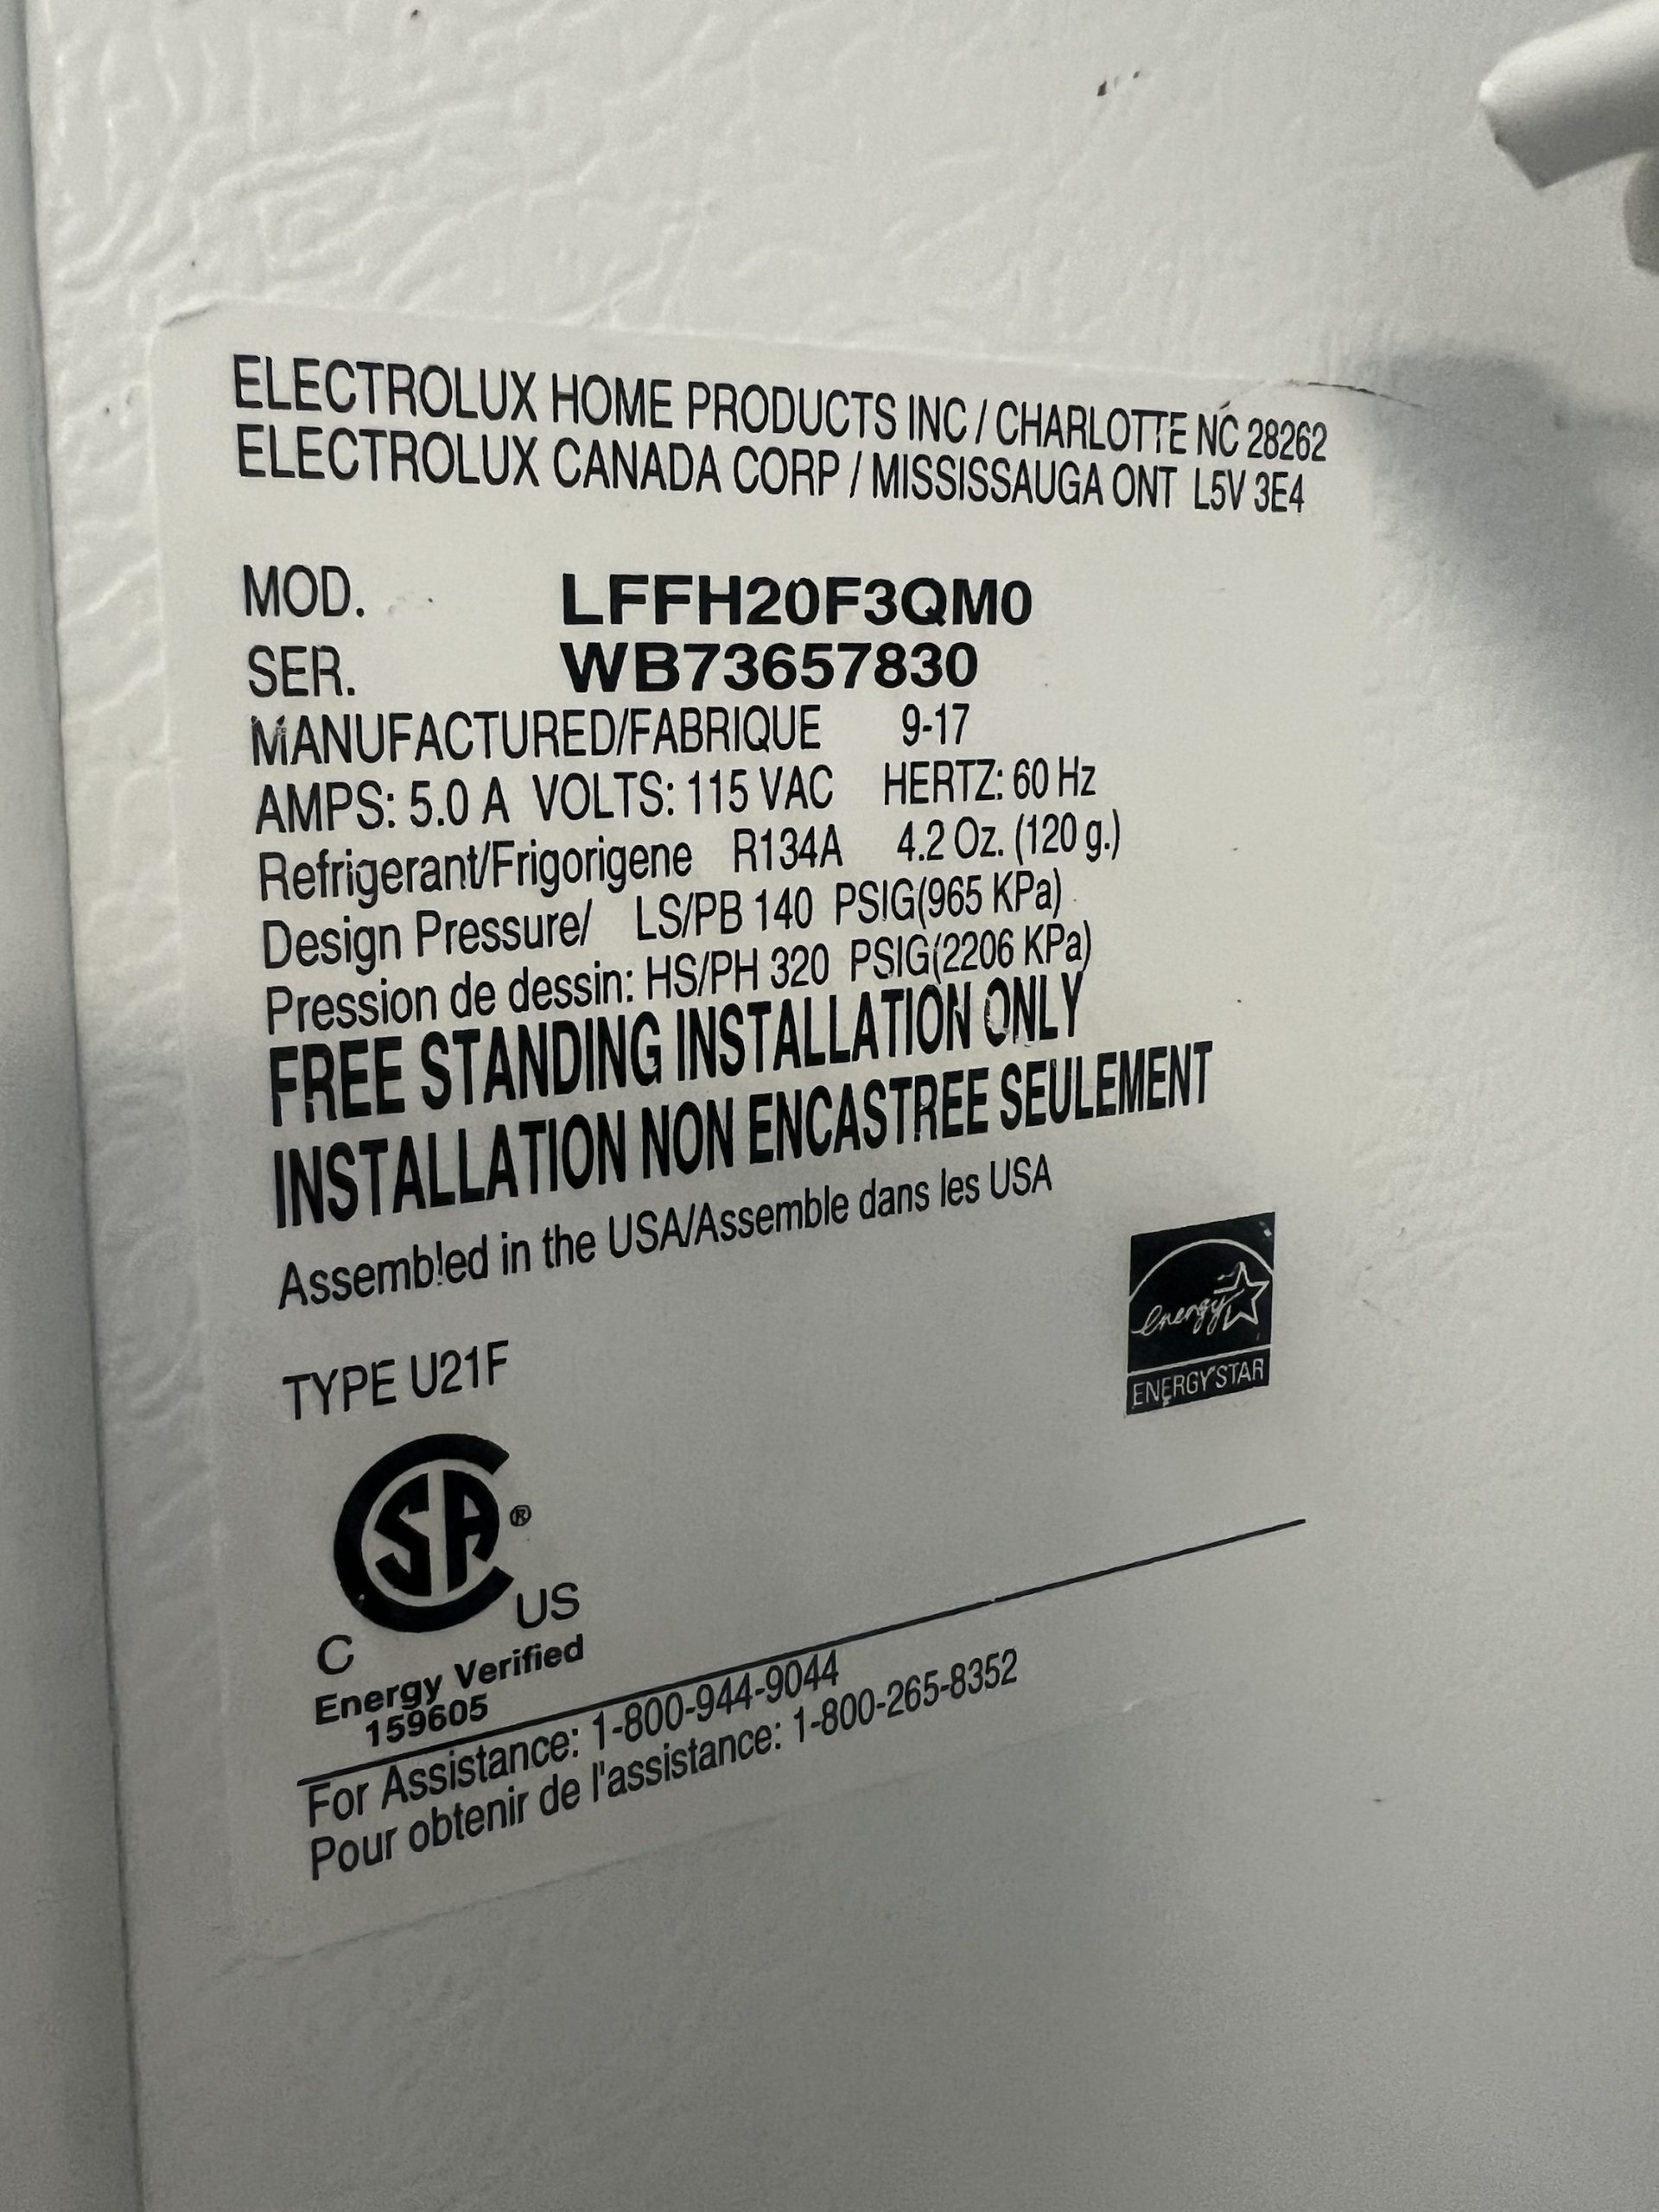 ELECTROLUX HOME PRODUCTS INC / CHARLOTTE NC 28262
ELECTROLUX CANADA CORP / MISSISSAUGA ONT L5V 3E4
MOD. LFFH20F3QM0
SER. WB73657830
MANUFACTURED/FABRIQUE 9-17
AMPS: 5.0 A VOLTS: 115 VAC HERTZ: 60 Hz
Refrigerant/Frigorigene R134A 4.2 Oz. (120 g.)
Design Pressure/ LS/PB 140 PSIG(965 KPa)
Pression de dessin: HS/PH 320 PSIG(2206 KPa)
FREE STANDING INSTALLATION ONLY
INSTALLATION NON ENCASTREE SEULEMENT
Assembled in the USA/Assemble dans les USA
energy
ENERGY STAR
TYPE U21F
CSA®
C US
Energy Verified
159605
For Assistance: 1-800-944-9044
Pour obtenir de l'assistance: 1-800-265-8352